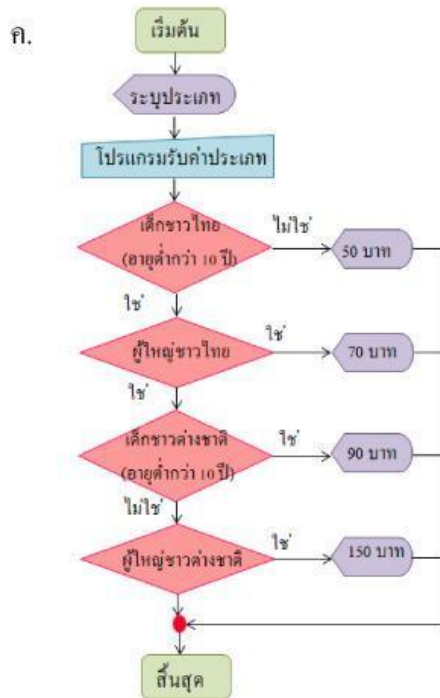 ค.
เริ่มต้น
ระบุประเภท
โปรแกรมรับค่าประเภท
เด็กชาวไทย
(อายุต่ำกว่า 10 ปี)
ไม่ใช่
50 บาท
ใช่
ผู้ใหญ่ชาวไทย
ใช่
70 บาท
ใช่
เด็กชาวต่างชาติ
(อายุต่ำกว่า 10 ปี)
ใช่
90 บาท
ไม่ใช่
ผู้ใหญ่ชาวต่างชาติ
ใช่
150 บาท
สิ้นสุด